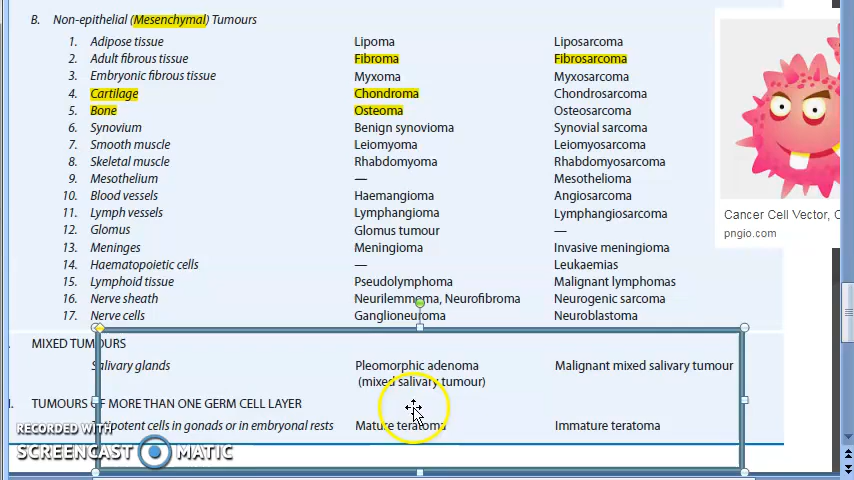 B. Non-epithelial (Mesenchymal) Tumours
1. Adipose tissue Lipoma Liposarcoma
2. Adult fibrous tissue Fibroma Fibrosarcoma
3. Embryonic fibrous tissue Myxoma Myxosarcoma
4. Cartilage Chondroma Chondrosarcoma
5. Bone Osteoma Osteosarcoma
6. Synovium Benign synovioma Synovial sarcoma
7. Smooth muscle Leiomyoma Leiomyosarcoma
8. Skeletal muscle Rhabdomyoma Rhabdomyosarcoma
9. Mesothelium — Mesothelioma
10. Blood vessels Haemangioma Angiosarcoma
11. Lymph vessels Lymphangioma Lymphangiosarcoma
12. Glomus Glomus tumour —
13. Meninges Meningioma Invasive meningioma
14. Haematopoietic cells — Leukaemias
15. Lymphoid tissue Pseudolymphoma Malignant lymphomas
16. Nerve sheath Neurilemmoma, Neurofibroma Neurogenic sarcoma
17. Nerve cells Ganglioneuroma Neuroblastoma
MIXED TUMOURS
Salivary glands Pleomorphic adenoma Malignant mixed salivary tumour
(mixed salivary tumour)
TUMOURS OF MORE THAN ONE GERM CELL LAYER
cells in gonads or in embryonal rests Mature teratoma Immature teratoma
Cancer Cell Vector,
pngio.com
RECORDED WITH
SCREENCAST MATIC